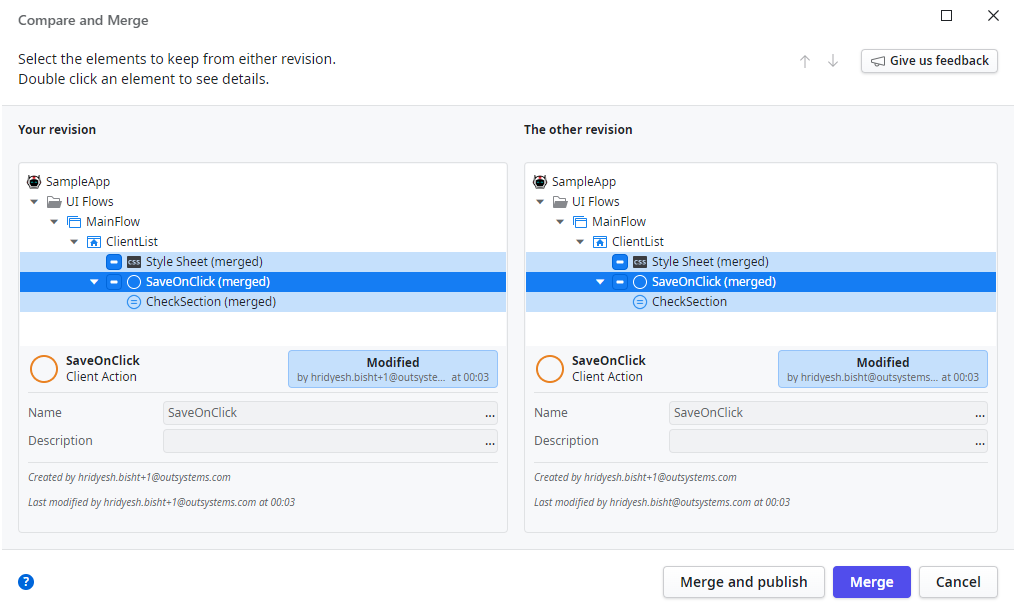 Compare and Merge
Select the elements to keep from either revision.
Double click an element to see details.
Give us feedback
Your revision
SampleApp
UI Flows
MainFlow
ClientList
css Style Sheet (merged)
SaveOnClick (merged)
CheckSection (merged)
SaveOnClick
Client Action
Modified
by hridyesh.bisht+1@outsyste... at 00:03
Name SaveOnClick ...
Description ...
Created by hridyesh.bisht+1@outsystems.com
Last modified by hridyesh.bisht+1@outsystems.com at 00:03
The other revision
SampleApp
UI Flows
MainFlow
ClientList
css Style Sheet (merged)
SaveOnClick (merged)
CheckSection
SaveOnClick
Client Action
Modified
by hridyesh.bisht@outsystems... at 00:03
Name SaveOnClick ...
Description ...
Created by hridyesh.bisht+1@outsystems.com
Last modified by hridyesh.bisht@outsystems.com at 00:03
? Merge and publish Merge Cancel